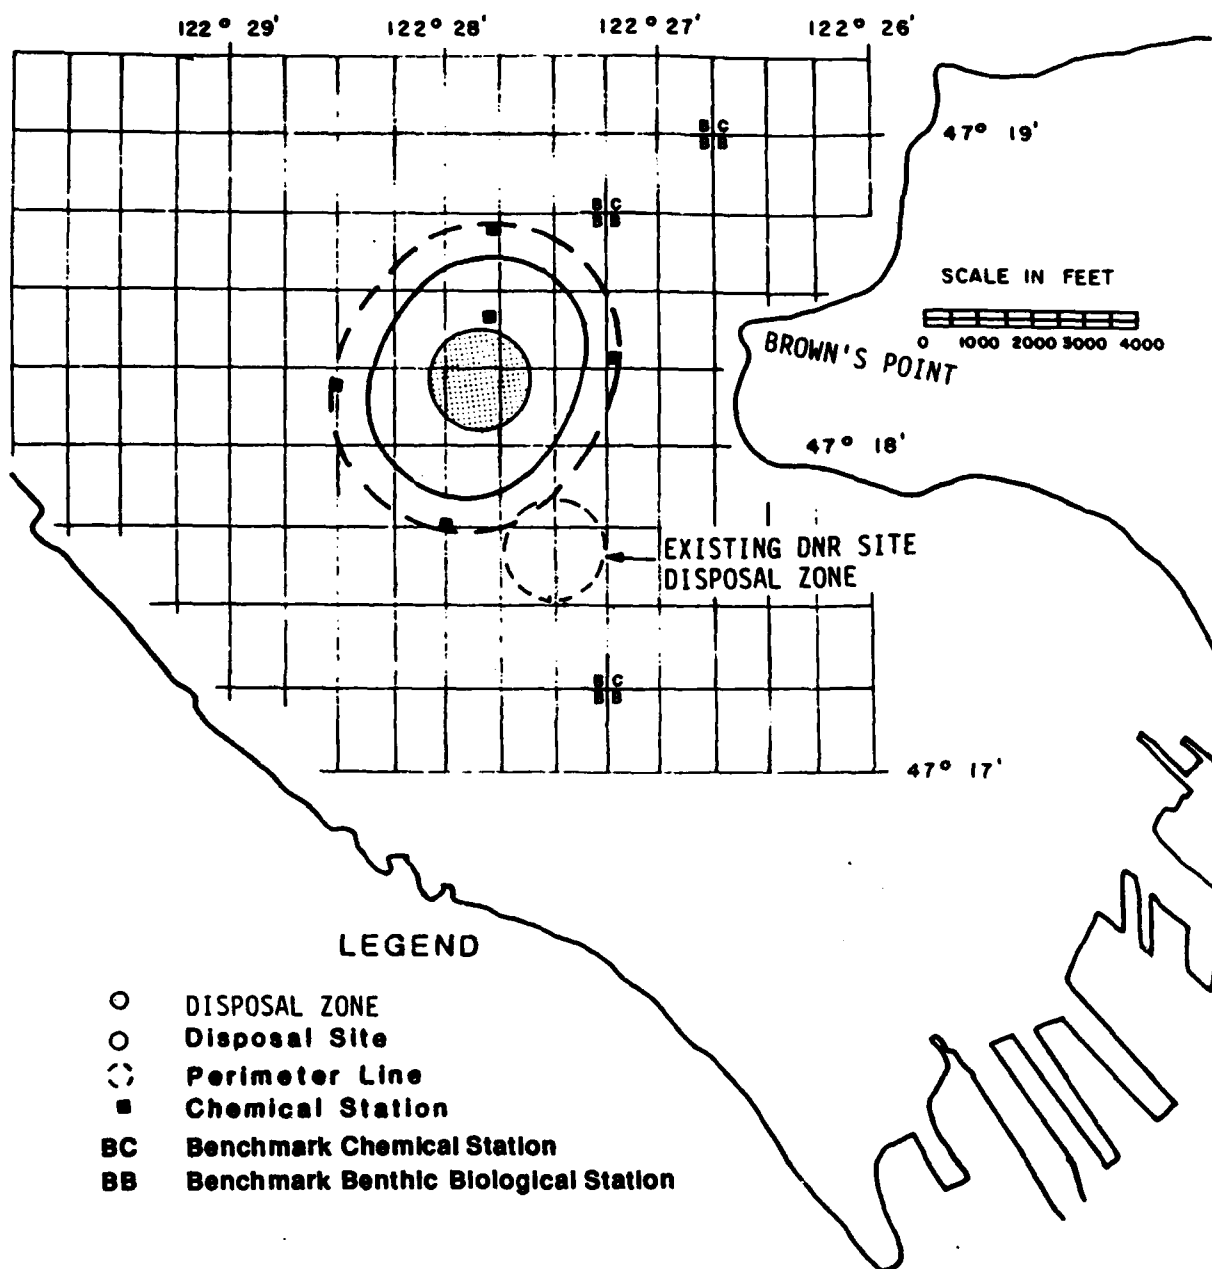 122° 29' 122° 28' 122° 27' 122° 26'
BC
BB
47° 19'
BC
BB
SCALE IN FEET
0 1000 2000 3000 4000
BROWN'S POINT
47° 18'
EXISTING DNR SITE
DISPOSAL ZONE
BC
BB
47° 17'
LEGEND
DISPOSAL ZONE
Disposal Site
Perimeter Line
Chemical Station
BC Benchmark Chemical Station
BB Benchmark Benthic Biological Station